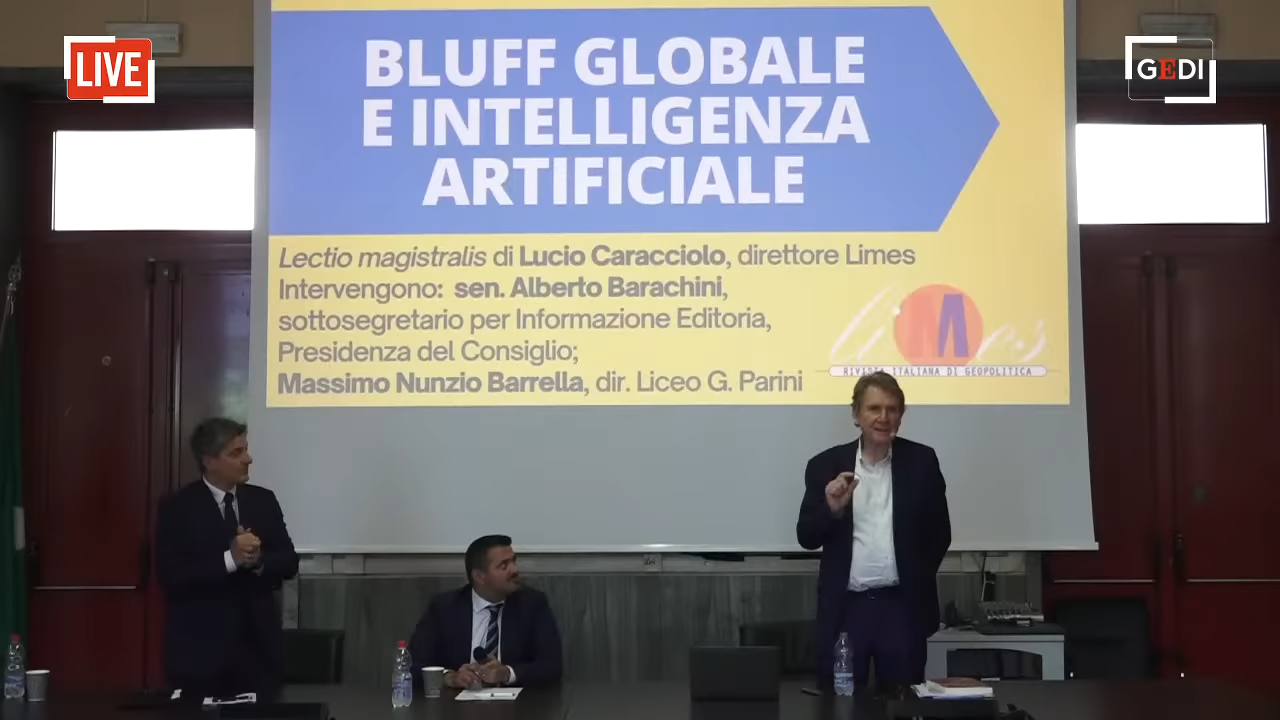 LIVE
GEDI
BLUFF GLOBALE
E INTELLIGENZA
ARTIFICIALE
Lectio magistralis di Lucio Caracciolo, direttore Limes
Intervengono: sen. Alberto Barachini,
sottosegretario per Informazione Editoria,
Presidenza del Consiglio;
Massimo Nunzio Barrella, dir. Liceo G. Parini
liMes
RIVISTA ITALIANA DI GEOPOLITICA